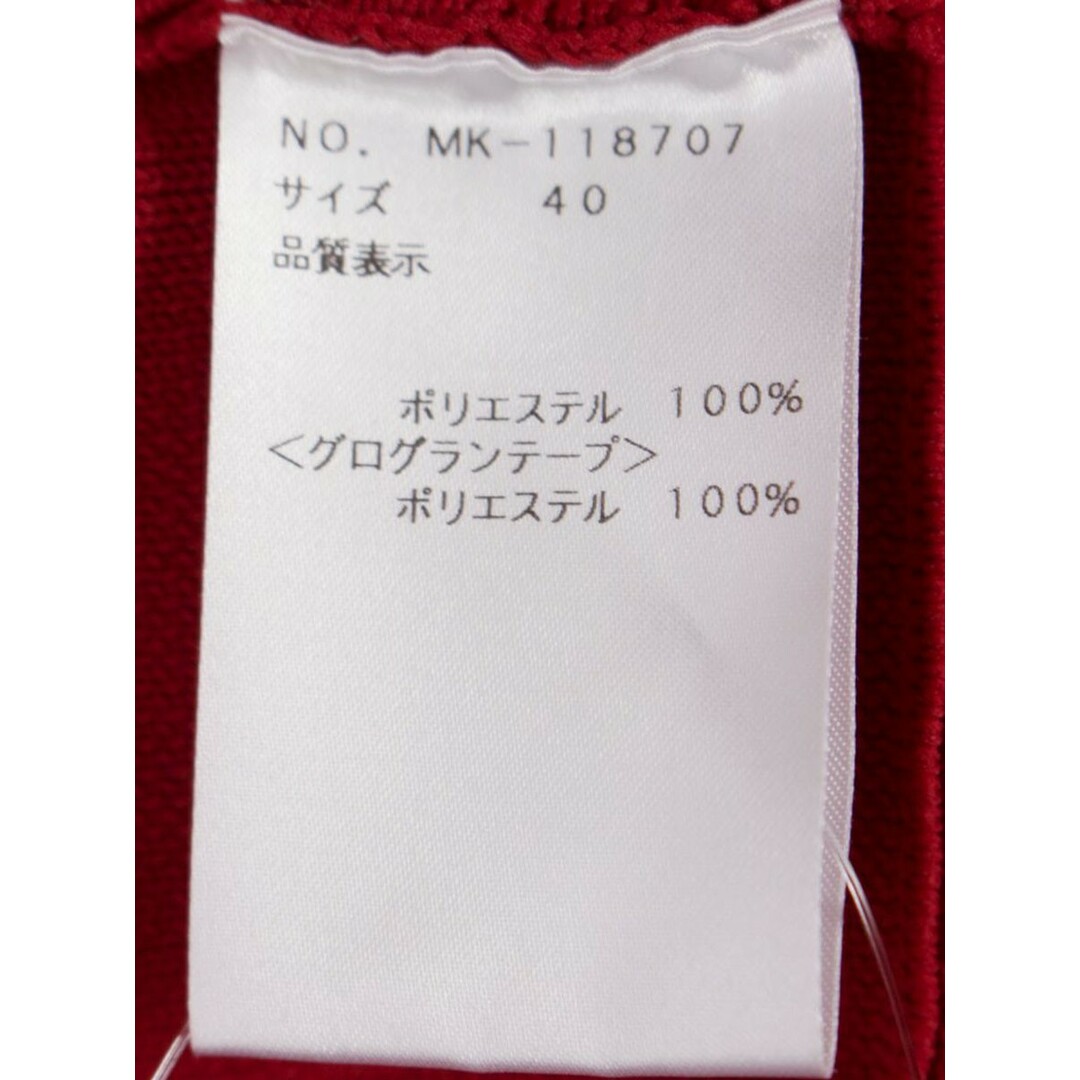 NO. MK-118707
サイズ 40
品質表示
ポリエステル 100%
<グログランテープ>
ポリエステル 100%